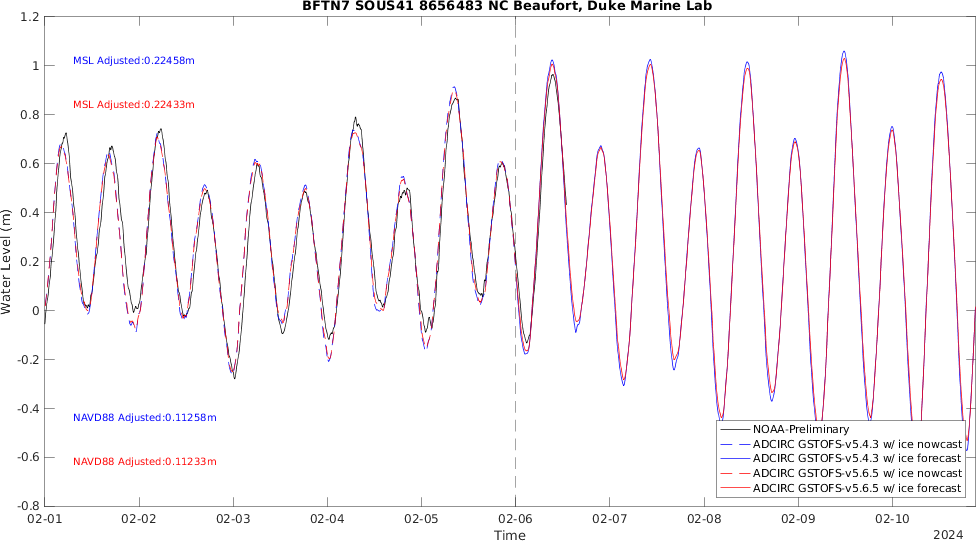 BFTN7 SOUS41 8656483 NC Beaufort, Duke Marine Lab
1.2
1
0.8
0.6
0.4
0.2
0
-0.2
-0.4
-0.6
-0.8
Water Level (m)
MSL Adjusted:0.22458m
MSL Adjusted:0.22433m
NAVD88 Adjusted:0.11258m
NAVD88 Adjusted:0.11233m
NOAA-Preliminary
ADCIRC GSTOFS-v5.4.3 w/ ice nowcast
ADCIRC GSTOFS-v5.4.3 w/ ice forecast
ADCIRC GSTOFS-v5.6.5 w/ ice nowcast
ADCIRC GSTOFS-v5.6.5 w/ ice forecast
02-01 02-02 02-03 02-04 02-05 02-06 02-07 02-08 02-09 02-10
Time
2024